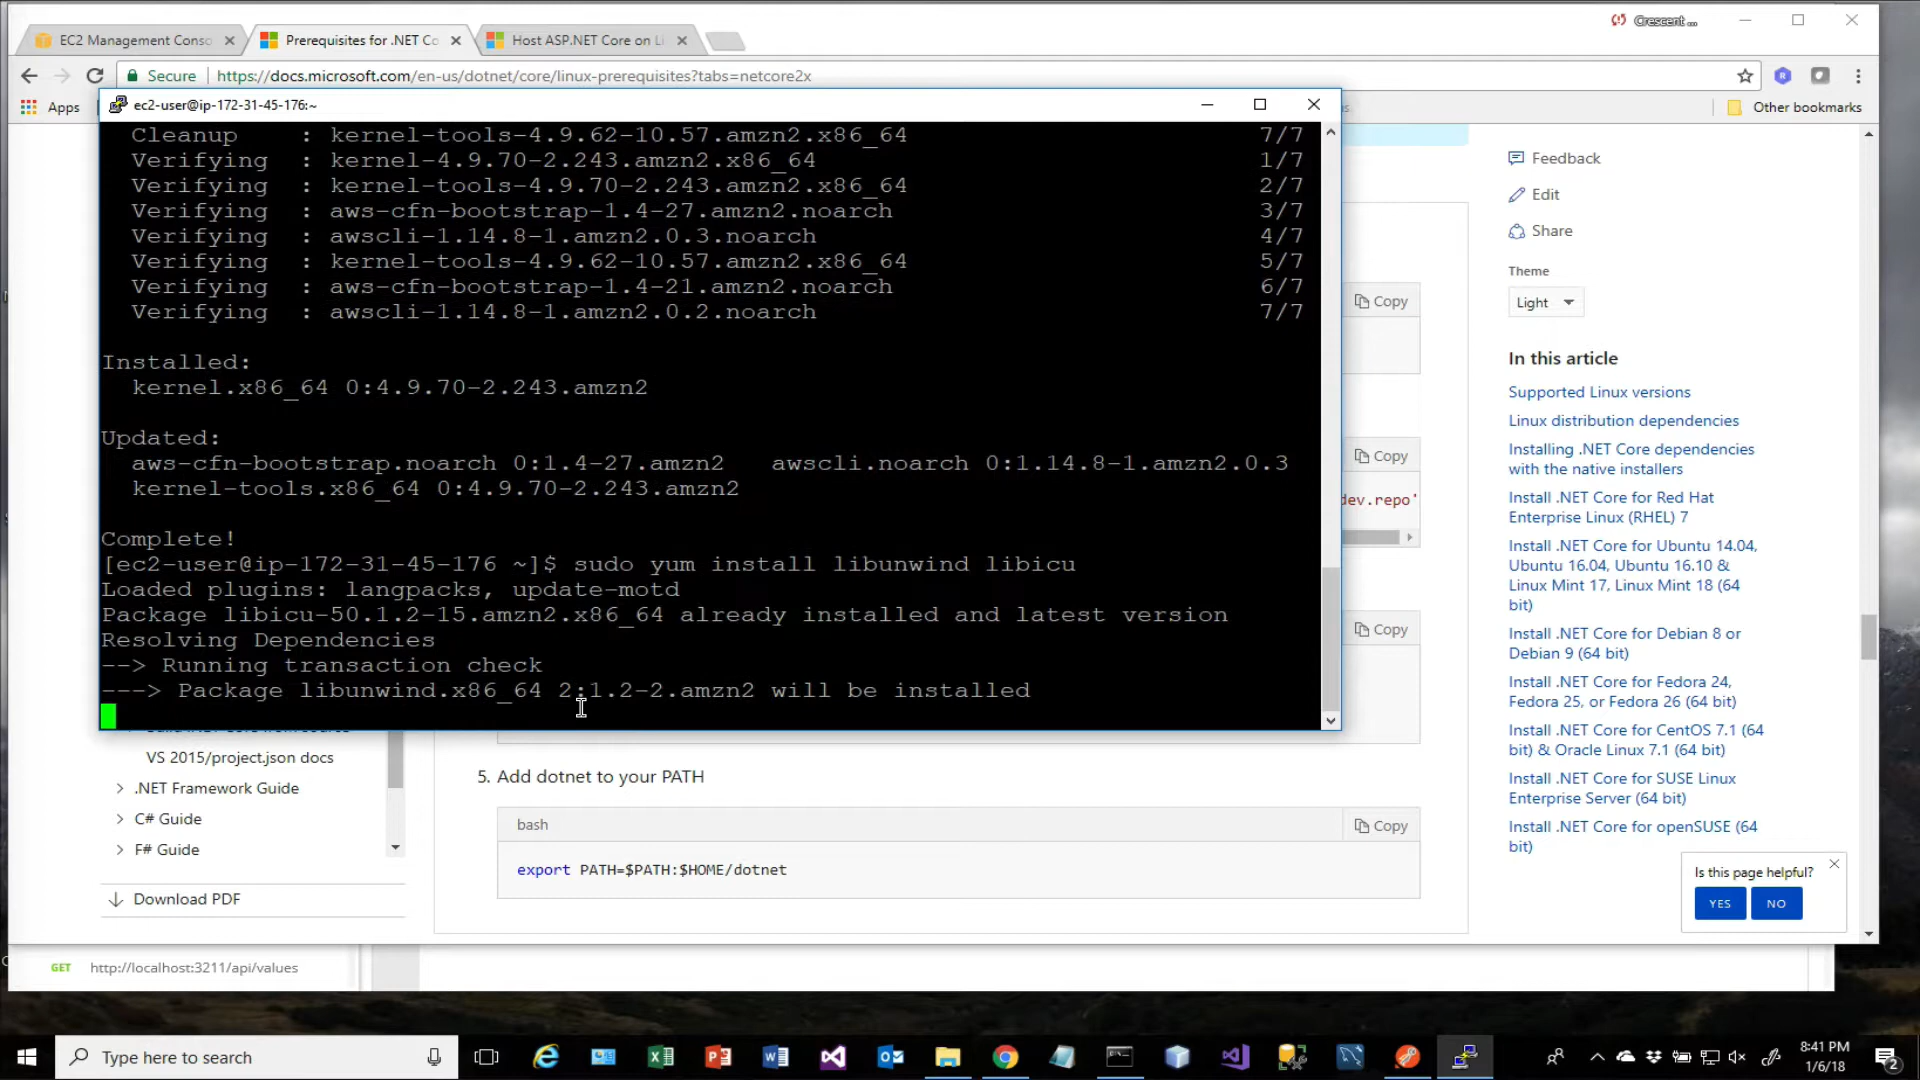 Crescent ...
EC2 Management Conso
Prerequisites for .NET Co
Host ASP.NET Core on Li
Secure
https://docs.microsoft.com/en-us/dotnet/core/linux-prerequisites?tabs=netcore2x
Apps
Other bookmarks
ec2-user@ip-172-31-45-176:~
Cleanup : kernel-tools-4.9.62-10.57.amzn2.x86_64 7/7
Verifying : kernel-4.9.70-2.243.amzn2.x86_64 1/7
Verifying : kernel-tools-4.9.70-2.243.amzn2.x86_64 2/7
Verifying : aws-cfn-bootstrap-1.4-27.amzn2.noarch 3/7
Verifying : awscli-1.14.8-1.amzn2.0.3.noarch 4/7
Verifying : kernel-tools-4.9.62-10.57.amzn2.x86_64 5/7
Verifying : aws-cfn-bootstrap-1.4-21.amzn2.noarch 6/7
Verifying : awscli-1.14.8-1.amzn2.0.2.noarch 7/7
Installed:
kernel.x86_64 0:4.9.70-2.243.amzn2
Updated:
aws-cfn-bootstrap.noarch 0:1.4-27.amzn2 awscli.noarch 0:1.14.8-1.amzn2.0.3
kernel-tools.x86_64 0:4.9.70-2.243.amzn2
Complete!
[ec2-user@ip-172-31-45-176 ~]$ sudo yum install libunwind libicu
Loaded plugins: langpacks, update-motd
Package libicu-50.1.2-15.amzn2.x86_64 already installed and latest version
Resolving Dependencies
--> Running transaction check
---> Package libunwind.x86_64 2:1.2-2.amzn2 will be installed
Copy
Copy
dev.repo'
Copy
VS 2015/project.json docs
.NET Framework Guide
C# Guide
F# Guide
Download PDF
5. Add dotnet to your PATH
bash
Copy
export PATH=$PATH:$HOME/dotnet
Feedback
Edit
Share
Theme
Light
In this article
Supported Linux versions
Linux distribution dependencies
Installing .NET Core dependencies
with the native installers
Install .NET Core for Red Hat
Enterprise Linux (RHEL) 7
Install .NET Core for Ubuntu 14.04,
Ubuntu 16.04, Ubuntu 16.10 &
Linux Mint 17, Linux Mint 18 (64
bit)
Install .NET Core for Debian 8 or
Debian 9 (64 bit)
Install .NET Core for Fedora 24,
Fedora 25, or Fedora 26 (64 bit)
Install .NET Core for CentOS 7.1 (64
bit) & Oracle Linux 7.1 (64 bit)
Install .NET Core for SUSE Linux
Enterprise Server (64 bit)
Install .NET Core for openSUSE (64
bit)
Is this page helpful?
YES
NO
GET http://localhost:3211/api/values
Type here to search
8:41 PM
1/6/18
2